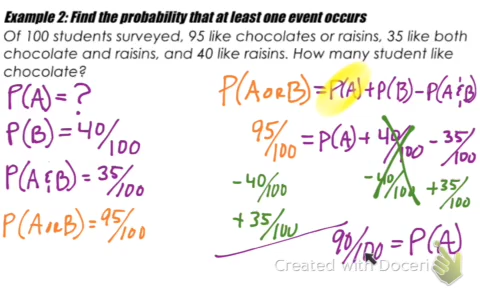 Example 2: Find the probability that at least one event occurs
Of 100 students surveyed, 95 like chocolates or raisins, 35 like both
chocolate and raisins, and 40 like raisins. How many student like
chocolate?
P(A) = ?
P(B) = 40/100
P(A & B) = 35/100
P(A or B) = 95/100
P(A or B) = P(A) + P(B) - P(A & B)
95/100 = P(A) + 40/100 - 35/100
- 40/100 - 40/100 + 35/100
+ 35/100
90/100 = P(A)
Created with Doceri